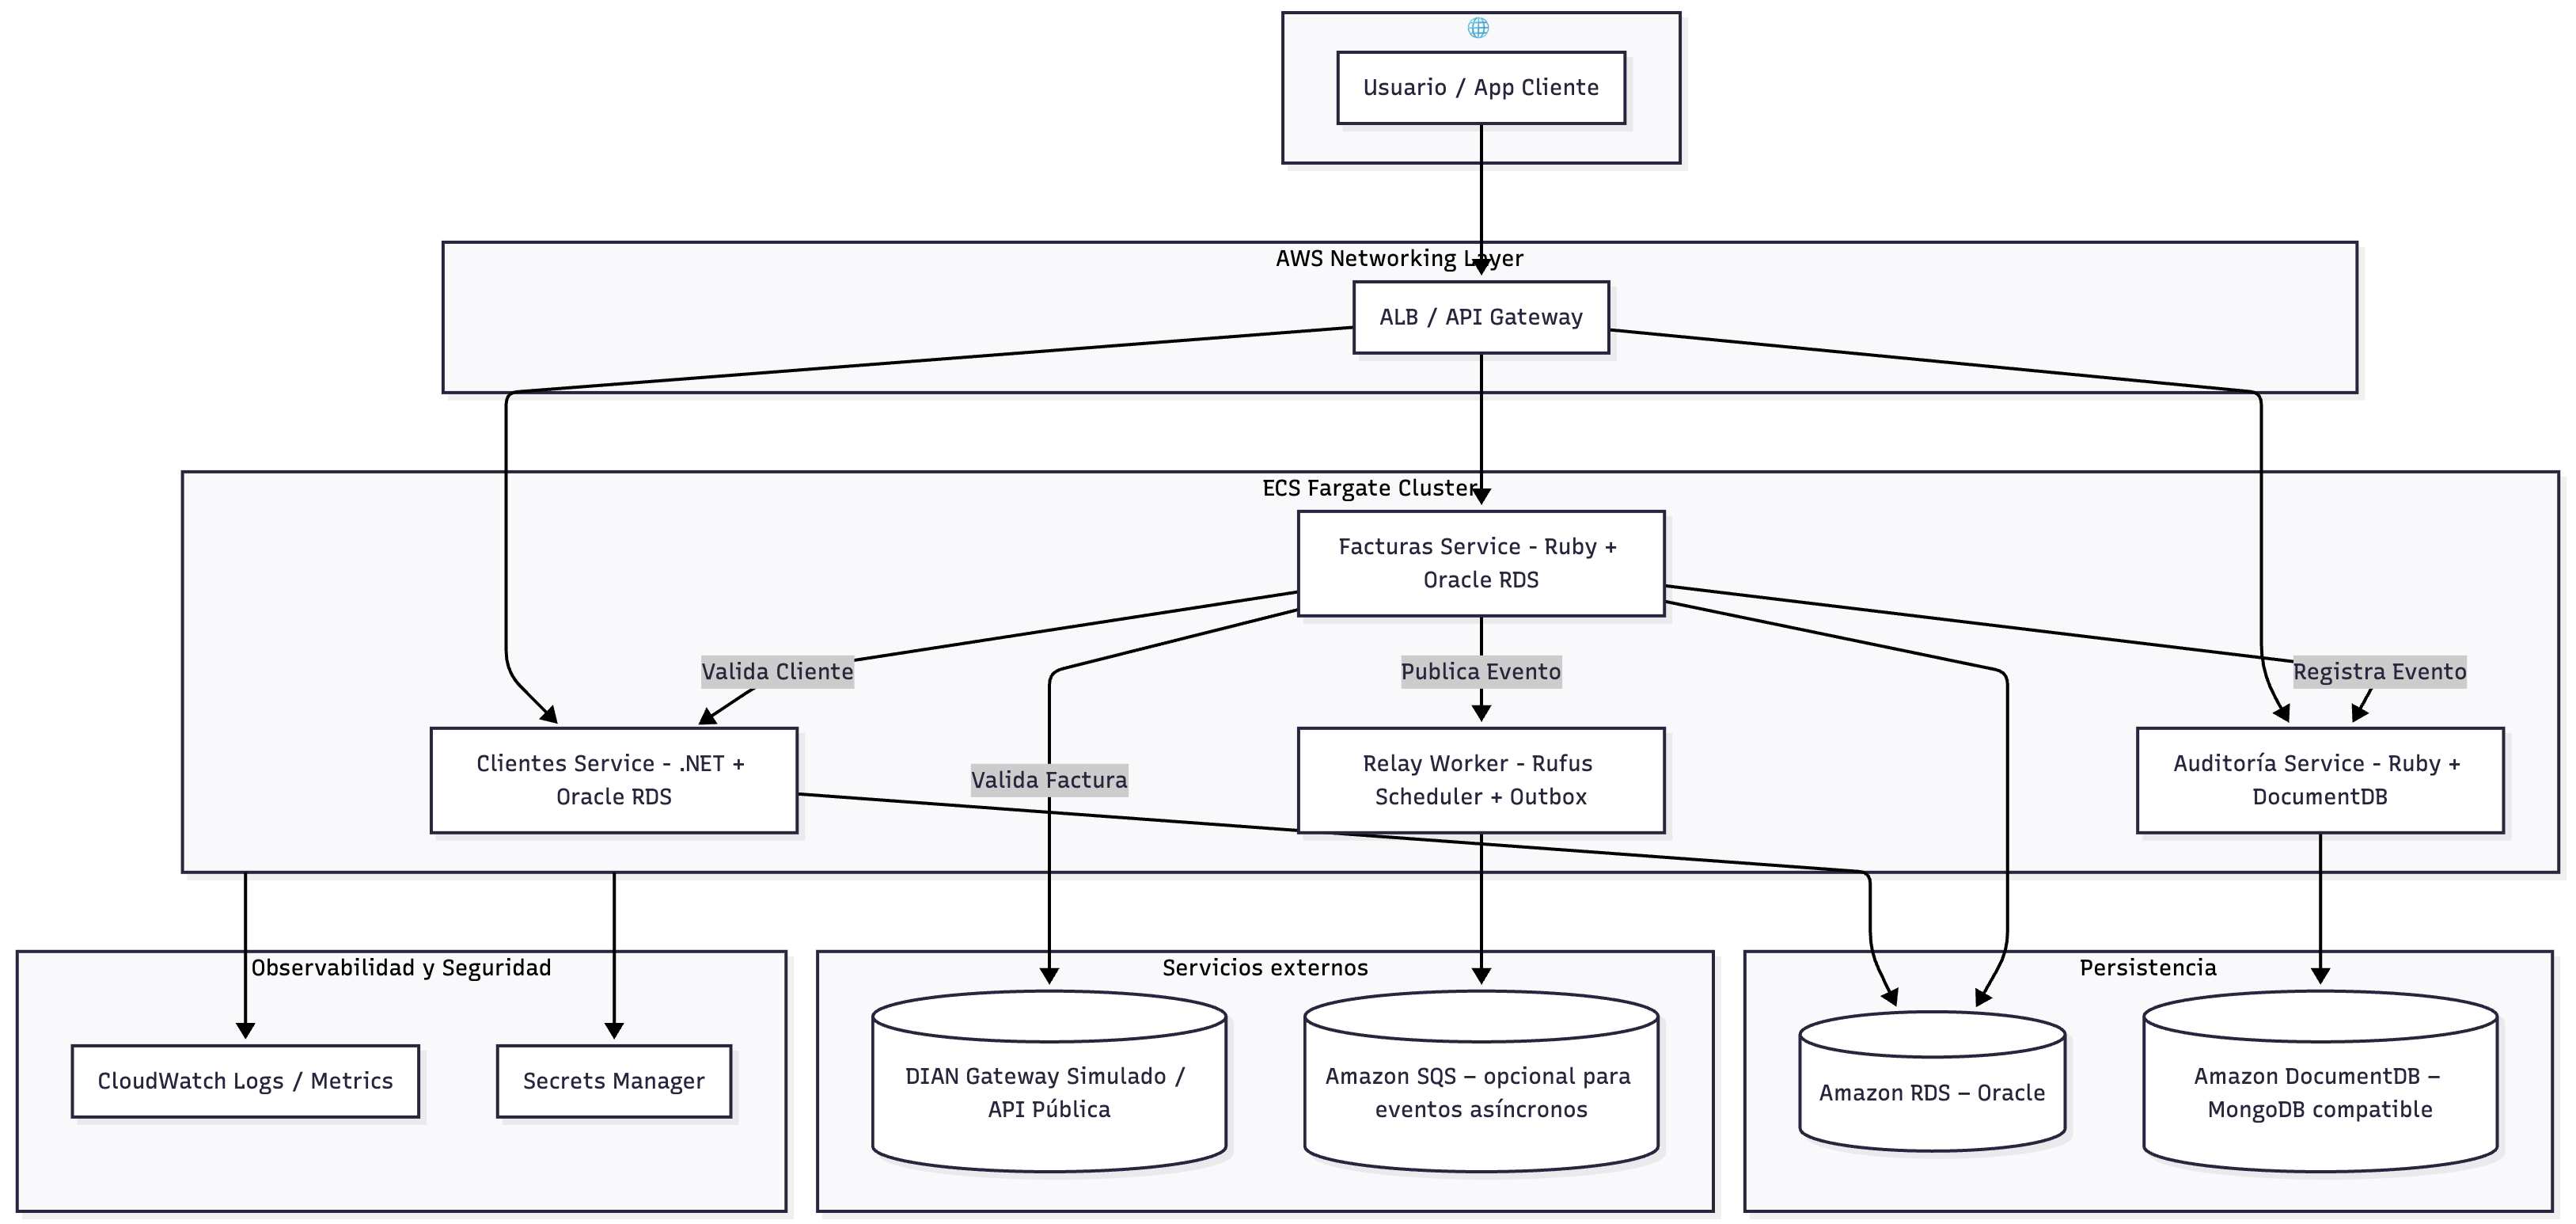 Usuario / App Cliente
AWS Networking Layer
ALB / API Gateway
ECS Fargate Cluster
Facturas Service - Ruby +
Oracle RDS
Valida Cliente
Publica Evento
Registra Evento
Clientes Service - .NET +
Oracle RDS
Valida Factura
Relay Worker - Rufus
Scheduler + Outbox
Auditoría Service - Ruby +
DocumentDB
Observabilidad y Seguridad
CloudWatch Logs / Metrics
Secrets Manager
Servicios externos
DIAN Gateway Simulado /
API Pública
Amazon SQS – opcional para
eventos asíncronos
Persistencia
Amazon RDS – Oracle
Amazon DocumentDB –
MongoDB compatible